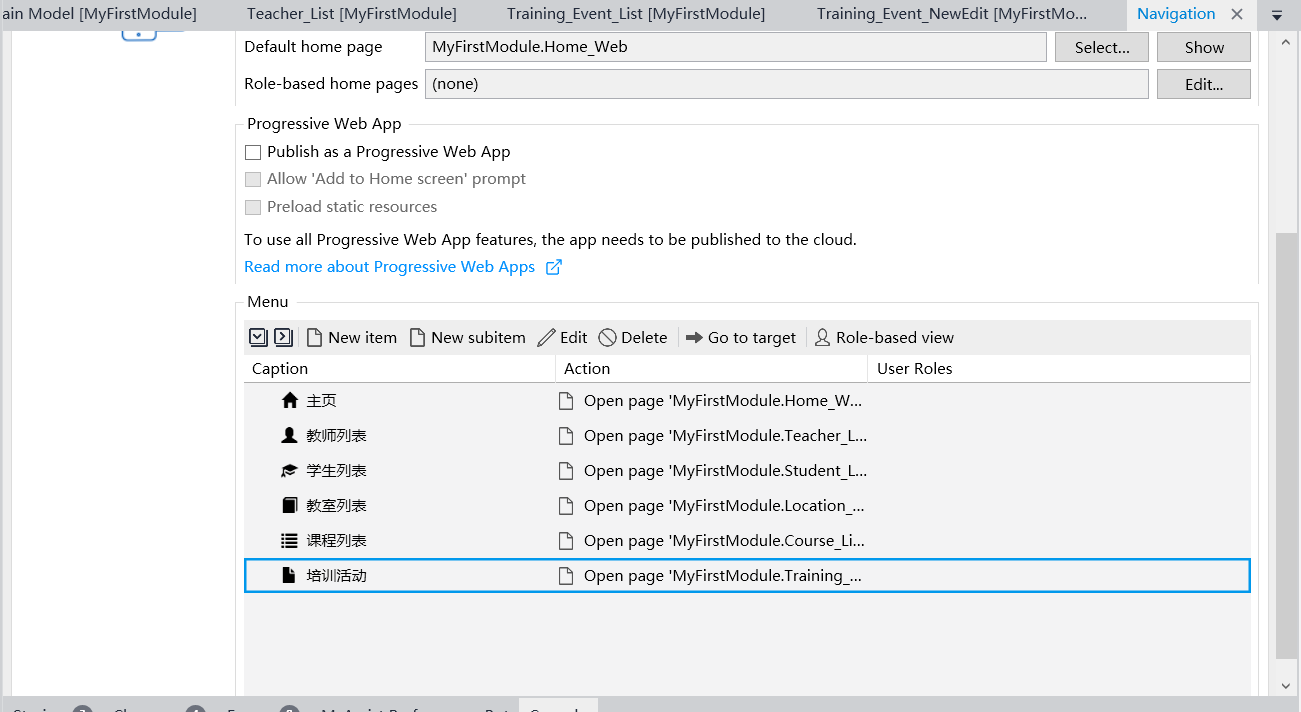 ain Model [MyFirstModule] Teacher_List [MyFirstModule] Training_Event_List [MyFirstModule] Training_Event_NewEdit [MyFirstMo... Navigation
Default home page MyFirstModule.Home_Web Select... Show
Role-based home pages (none) Edit...
Progressive Web App
Publish as a Progressive Web App
Allow 'Add to Home screen' prompt
Preload static resources
To use all Progressive Web App features, the app needs to be published to the cloud.
Read more about Progressive Web Apps
Menu
New item New subitem Edit Delete Go to target Role-based view
Caption Action User Roles
主页 Open page 'MyFirstModule.Home_W...
教师列表 Open page 'MyFirstModule.Teacher_L...
学生列表 Open page 'MyFirstModule.Student_L...
教室列表 Open page 'MyFirstModule.Location_...
课程列表 Open page 'MyFirstModule.Course_Li...
培训活动 Open page 'MyFirstModule.Training_...